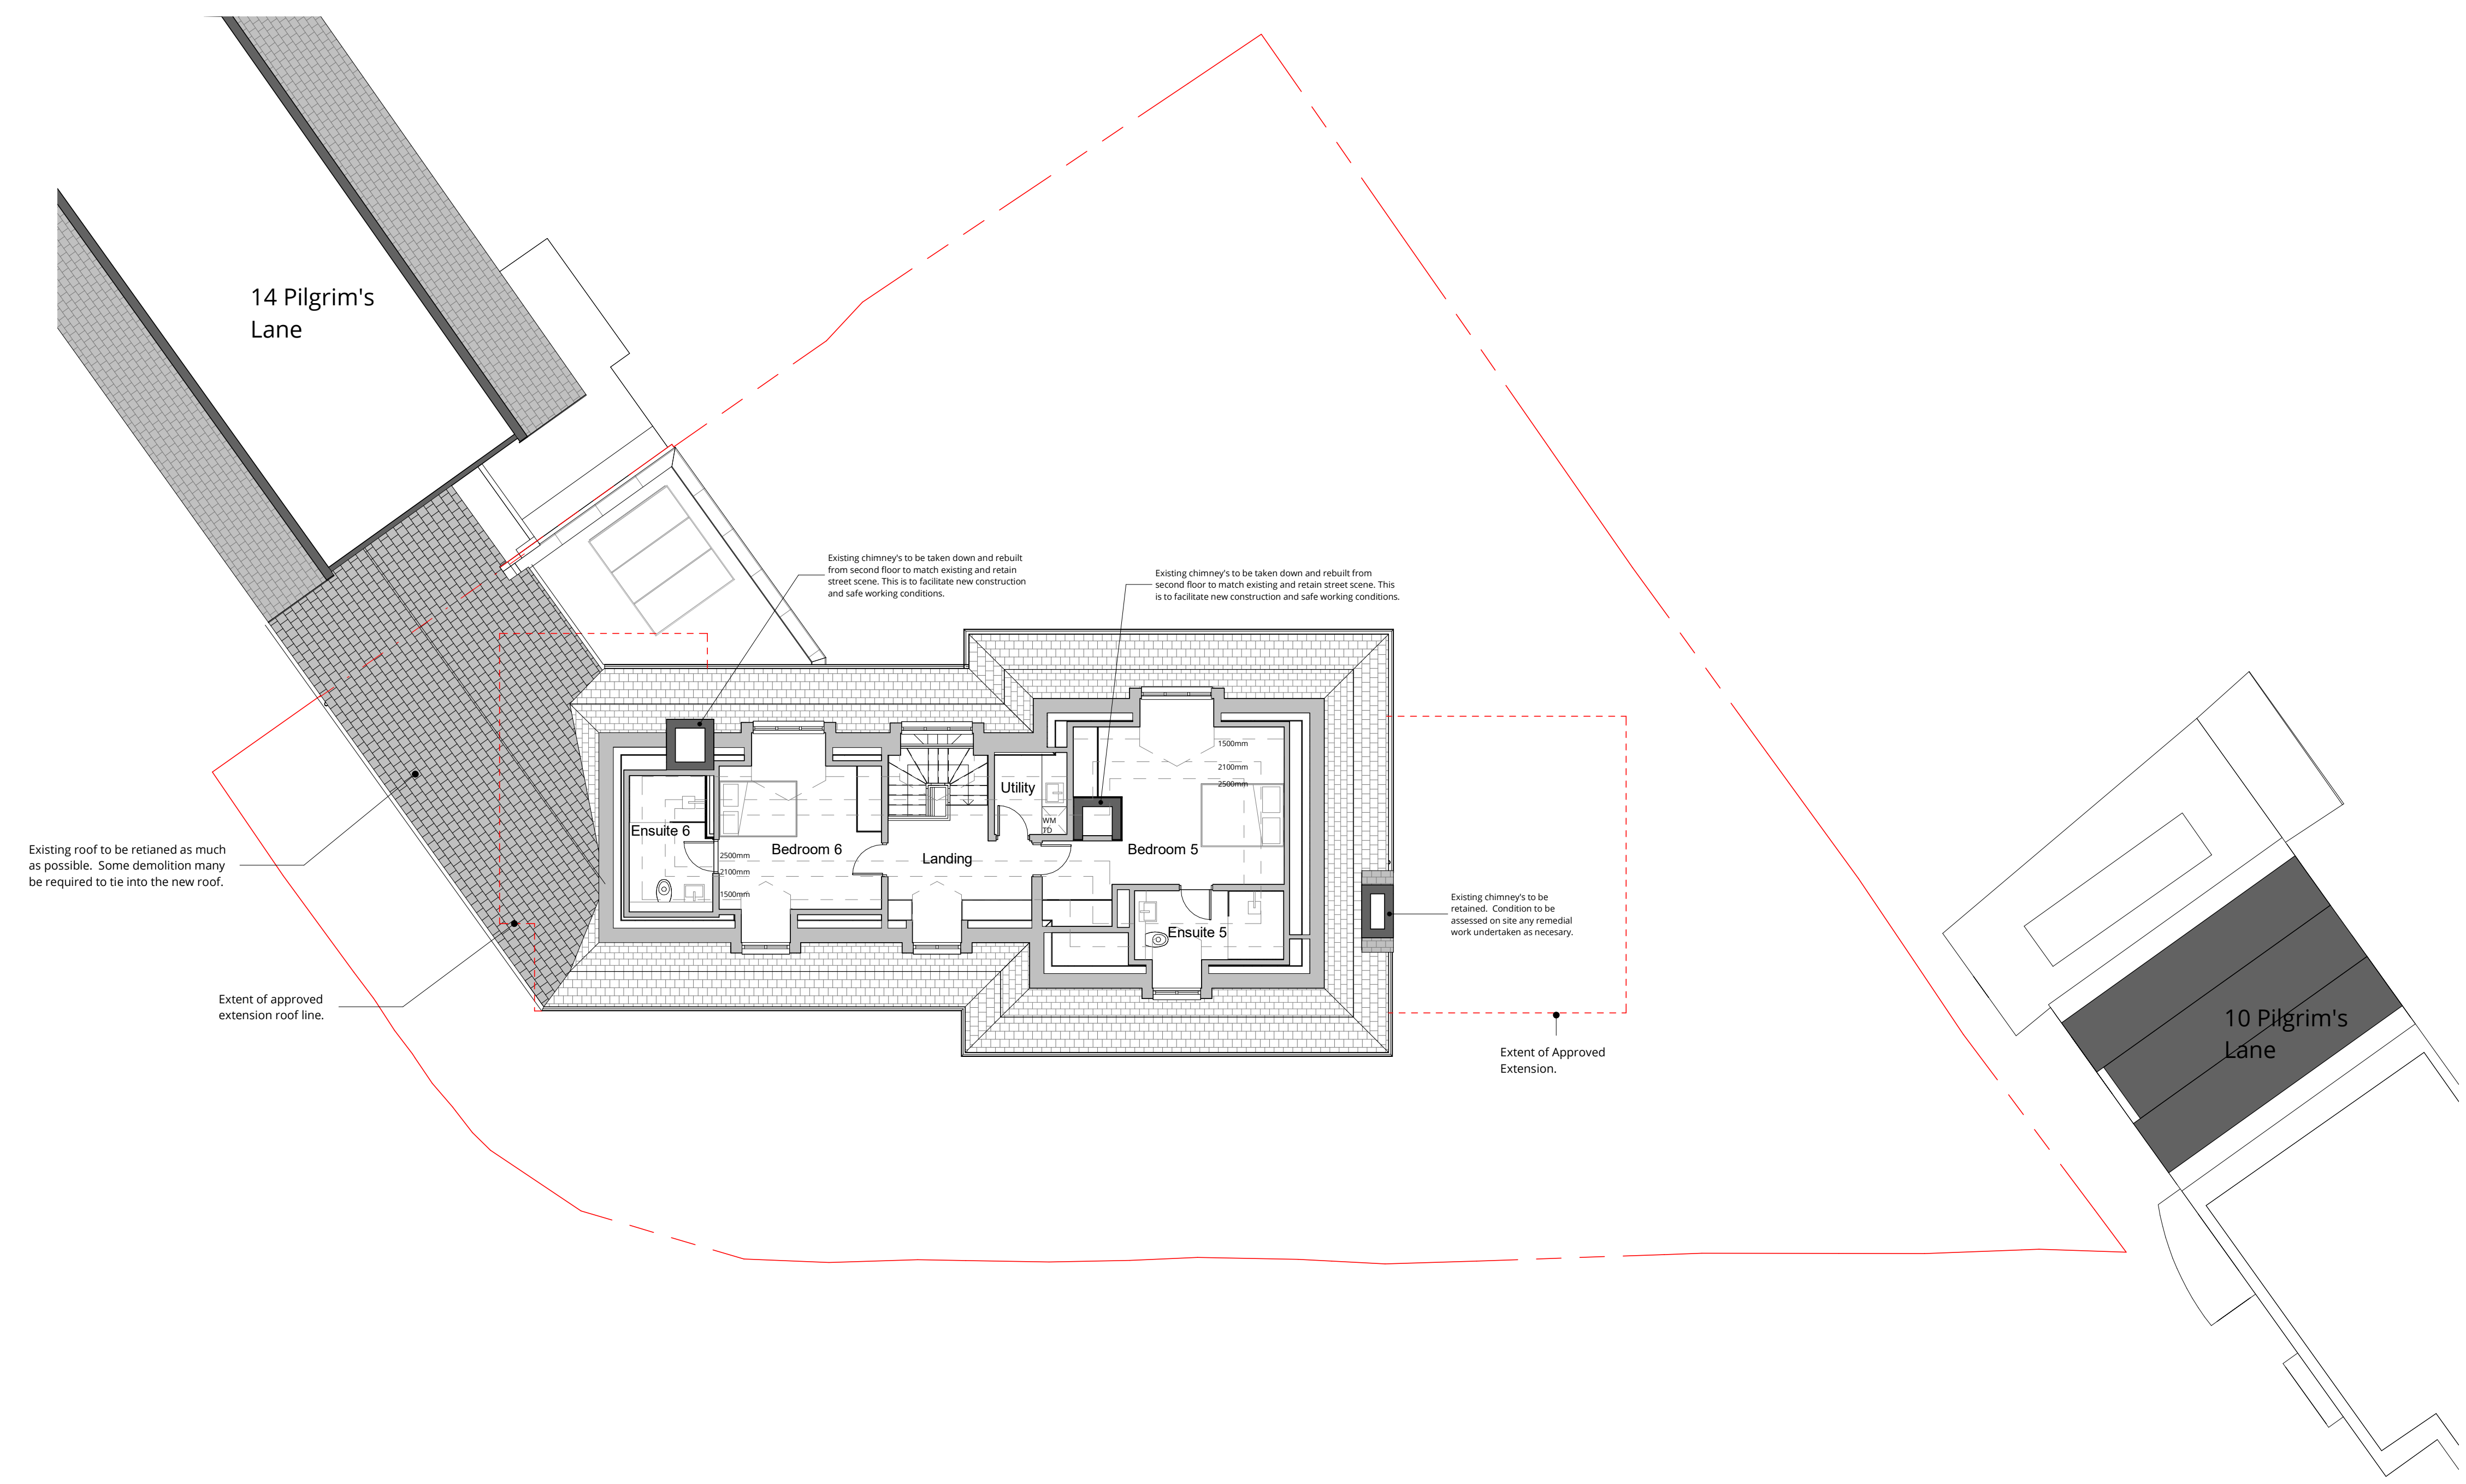 14 Pilgrim's
Lane
Existing chimney's to be taken down and rebuilt
from second floor to match existing and retain
street scene. This is to facilitate new construction
and safe working conditions.
Existing chimney's to be taken down and rebuilt from
second floor to match existing and retain street scene. This
is to facilitate new construction and safe working conditions.
1500mm
2100mm
2500mm
Utility
WM
TD
Ensuite 6
Bedroom 6
Landing
Bedroom 5
2500mm
2100mm
1500mm
Ensuite 5
Existing roof to be retianed as much
as possible.  Some demolition many
be required to tie into the new roof.
Existing chimney's to be
retained.  Condition to be
assessed on site any remedial
work undertaken as necesary.
Extent of approved
extension roof line.
Extent of Approved
Extension.
10 Pilgrim's
Lane